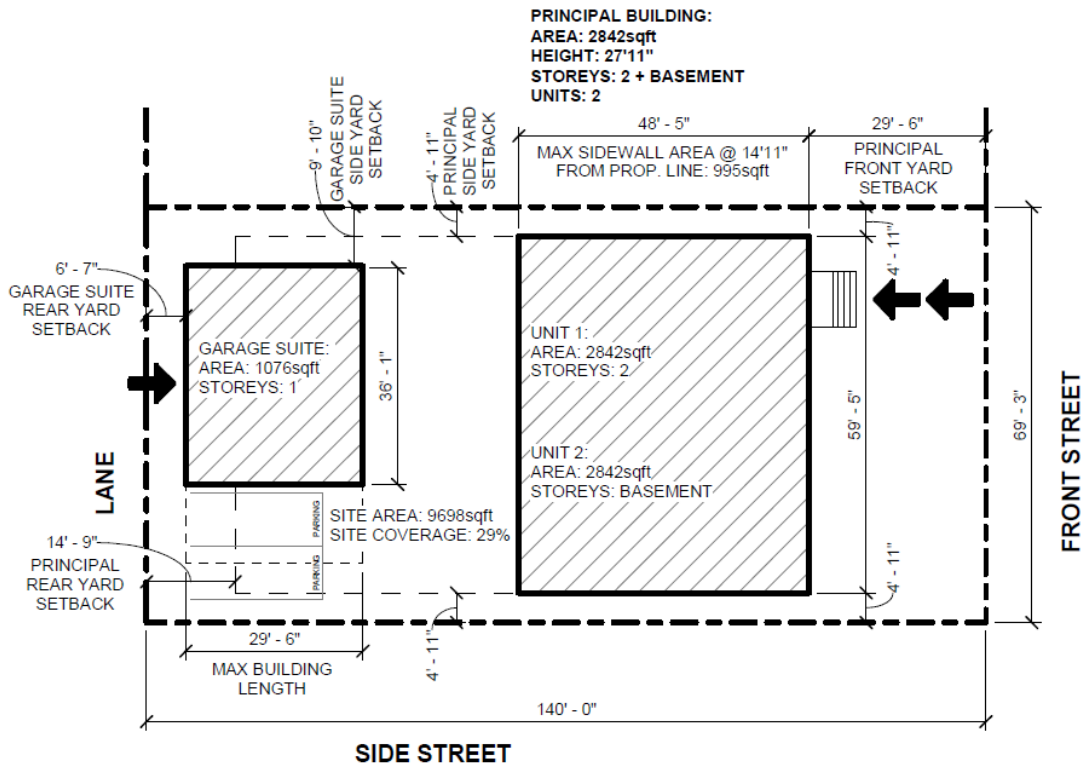 PRINCIPAL BUILDING:
AREA: 2842sqft
HEIGHT: 27'11"
STOREYS: 2 + BASEMENT
UNITS: 2
9' - 10"
GARAGE SUITE
SIDE YARD
SETBACK
4' - 11"
PRINCIPAL
SIDE YARD
SETBACK
48' - 5"
MAX SIDEWALL AREA @ 14'11"
FROM PROP. LINE: 995sqft
29' - 6"
PRINCIPAL
FRONT YARD
SETBACK
6' - 7"
GARAGE SUITE
REAR YARD
SETBACK
4' - 11"
GARAGE SUITE:
AREA: 1076sqft
STOREYS: 1
36' - 1"
UNIT 1:
AREA: 2842sqft
STOREYS: 2
59' - 5"
69' - 3"
FRONT STREET
LANE
UNIT 2:
AREA: 2842sqft
STOREYS: BASEMENT
PARKING
SITE AREA: 9698sqft
SITE COVERAGE: 29%
14' - 9"
PRINCIPAL
REAR YARD
SETBACK
PARKING
4' - 11"
4' - 11"
29' - 6"
MAX BUILDING
LENGTH
140' - 0"
SIDE STREET